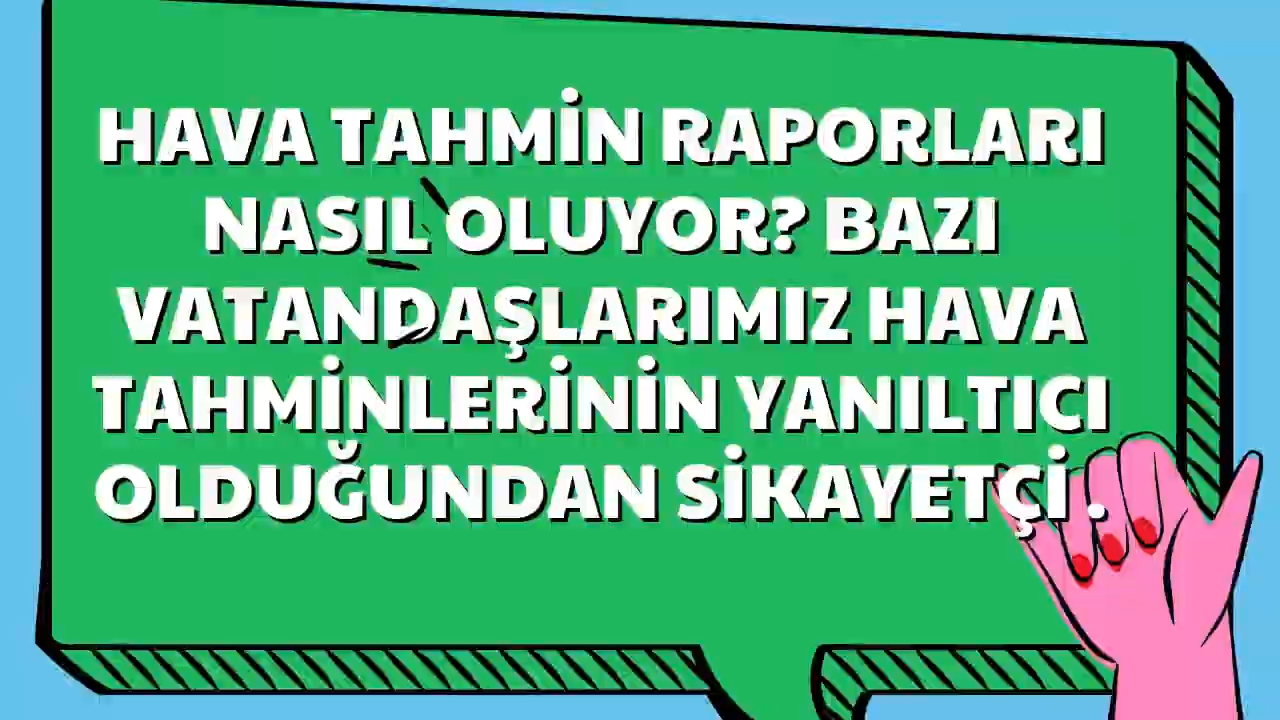 HAVA TAHMİN RAPORLARI
NASIL OLUYOR? BAZI
VATANDAŞLARIMIZ HAVA
TAHMİNLERİNİN YANILTICI
OLDUĞUNDAN SİKAYETÇİ .